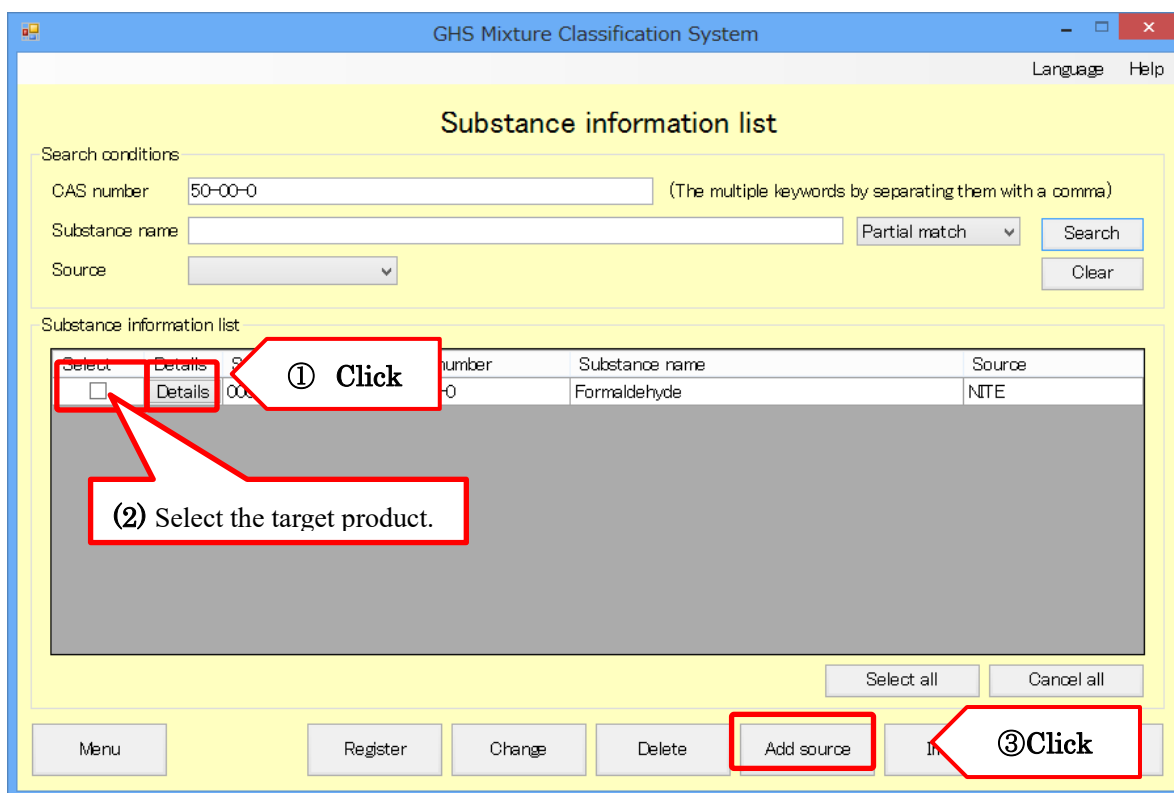 GHS Mixture Classification System
Language Help
Substance information list
Search conditions
CAS number 50-00-0 (The multiple keywords by separating them with a comma)
Substance name Partial match Search
Source Clear
Substance information list
Select Details number Substance name Source
① Click
Details Formaldehyde NITE
(2) Select the target product.
Select all Cancel all
Menu Register Change Delete Add source
③Click